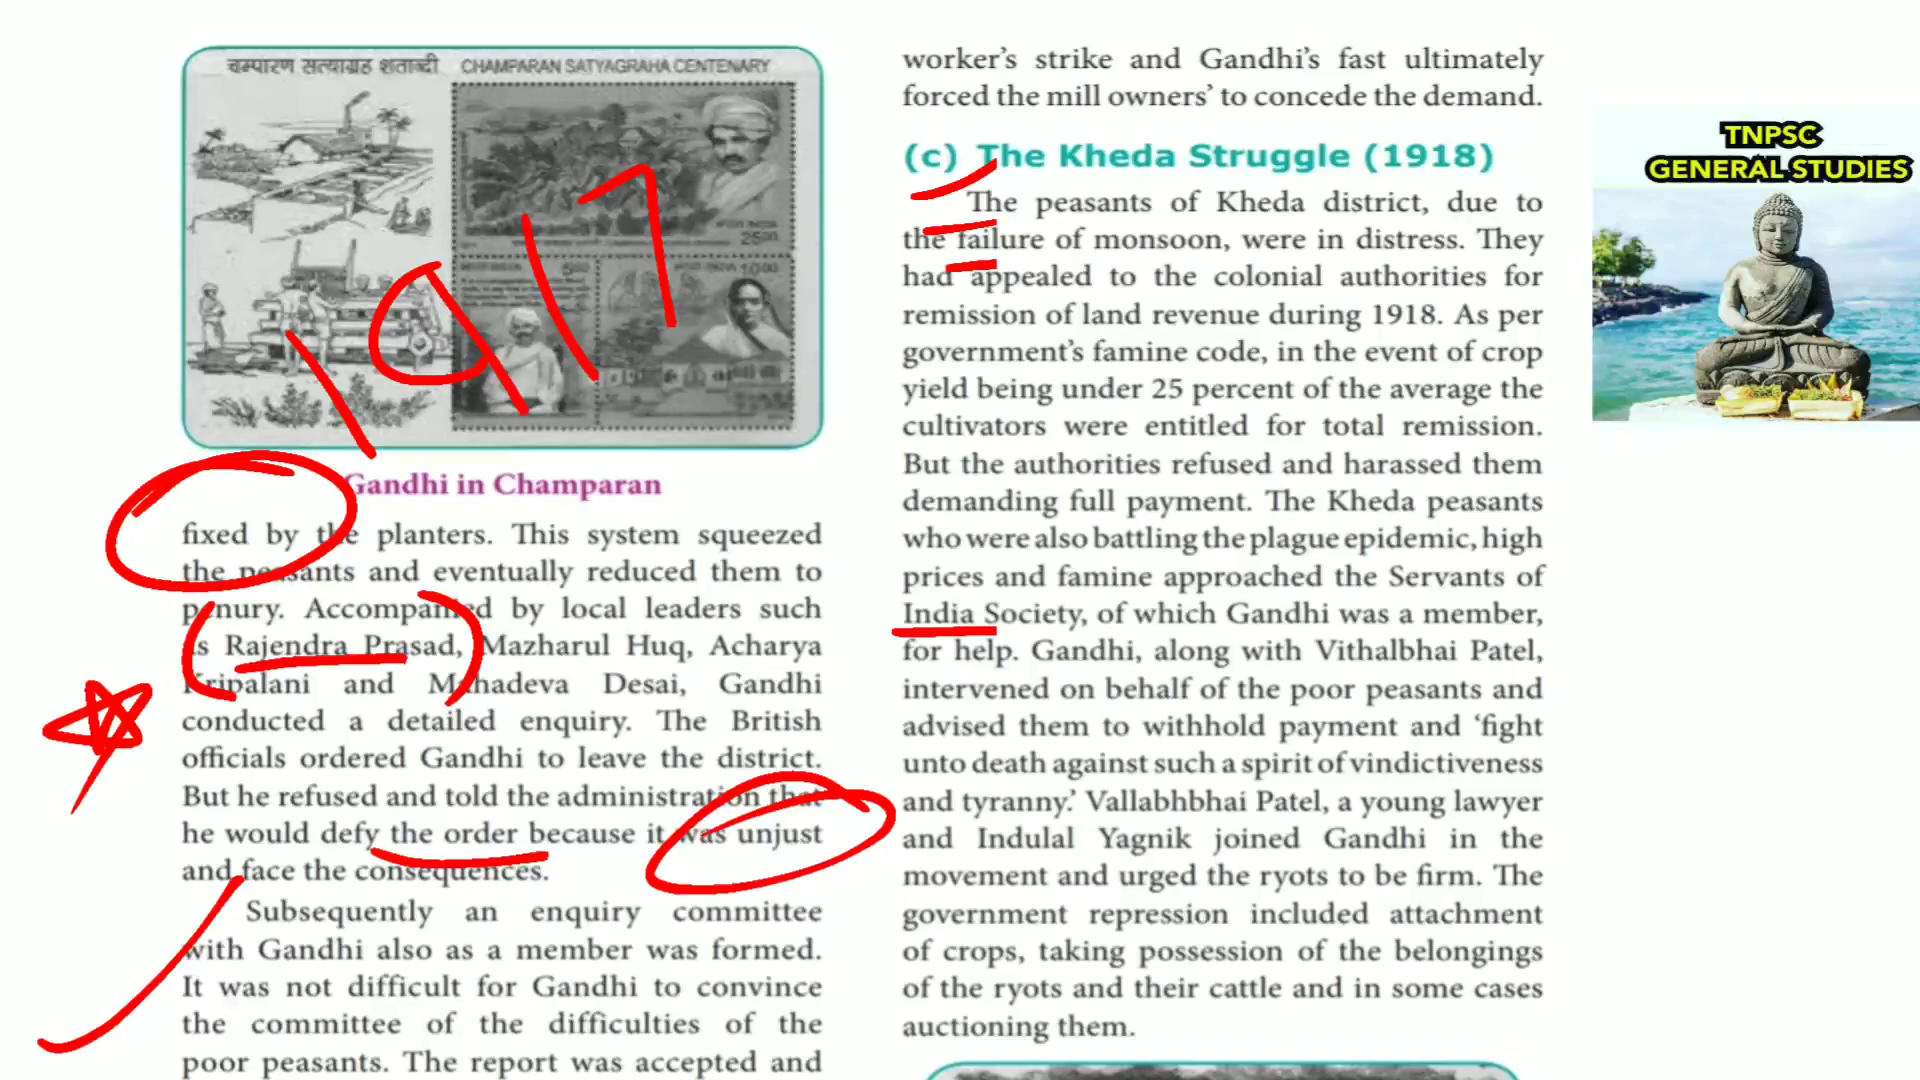 चम्पारण सत्याग्रह शताब्दी CHAMPARAN SATYAGRAHA CENTENARY
25.00
5.00
10.00
1917
Gandhi in Champaran
fixed by the planters. This system squeezed
the peasants and eventually reduced them to
penury. Accompanied by local leaders such
as Rajendra Prasad, Mazharul Huq, Acharya
Kripalani and Mahadeva Desai, Gandhi
conducted a detailed enquiry. The British
officials ordered Gandhi to leave the district.
But he refused and told the administration that
he would defy the order because it was unjust
and face the consequences.
Subsequently an enquiry committee
with Gandhi also as a member was formed.
It was not difficult for Gandhi to convince
the committee of the difficulties of the
poor peasants. The report was accepted and
worker’s strike and Gandhi’s fast ultimately
forced the mill owners’ to concede the demand.
(c) The Kheda Struggle (1918)
The peasants of Kheda district, due to
the failure of monsoon, were in distress. They
had appealed to the colonial authorities for
remission of land revenue during 1918. As per
government’s famine code, in the event of crop
yield being under 25 percent of the average the
cultivators were entitled for total remission.
But the authorities refused and harassed them
demanding full payment. The Kheda peasants
who were also battling the plague epidemic, high
prices and famine approached the Servants of
India Society, of which Gandhi was a member,
for help. Gandhi, along with Vithalbhai Patel,
intervened on behalf of the poor peasants and
advised them to withhold payment and ‘fight
unto death against such a spirit of vindictiveness
and tyranny.’ Vallabhbhai Patel, a young lawyer
and Indulal Yagnik joined Gandhi in the
movement and urged the ryots to be firm. The
government repression included attachment
of crops, taking possession of the belongings
of the ryots and their cattle and in some cases
auctioning them.
TNPSC
GENERAL STUDIES